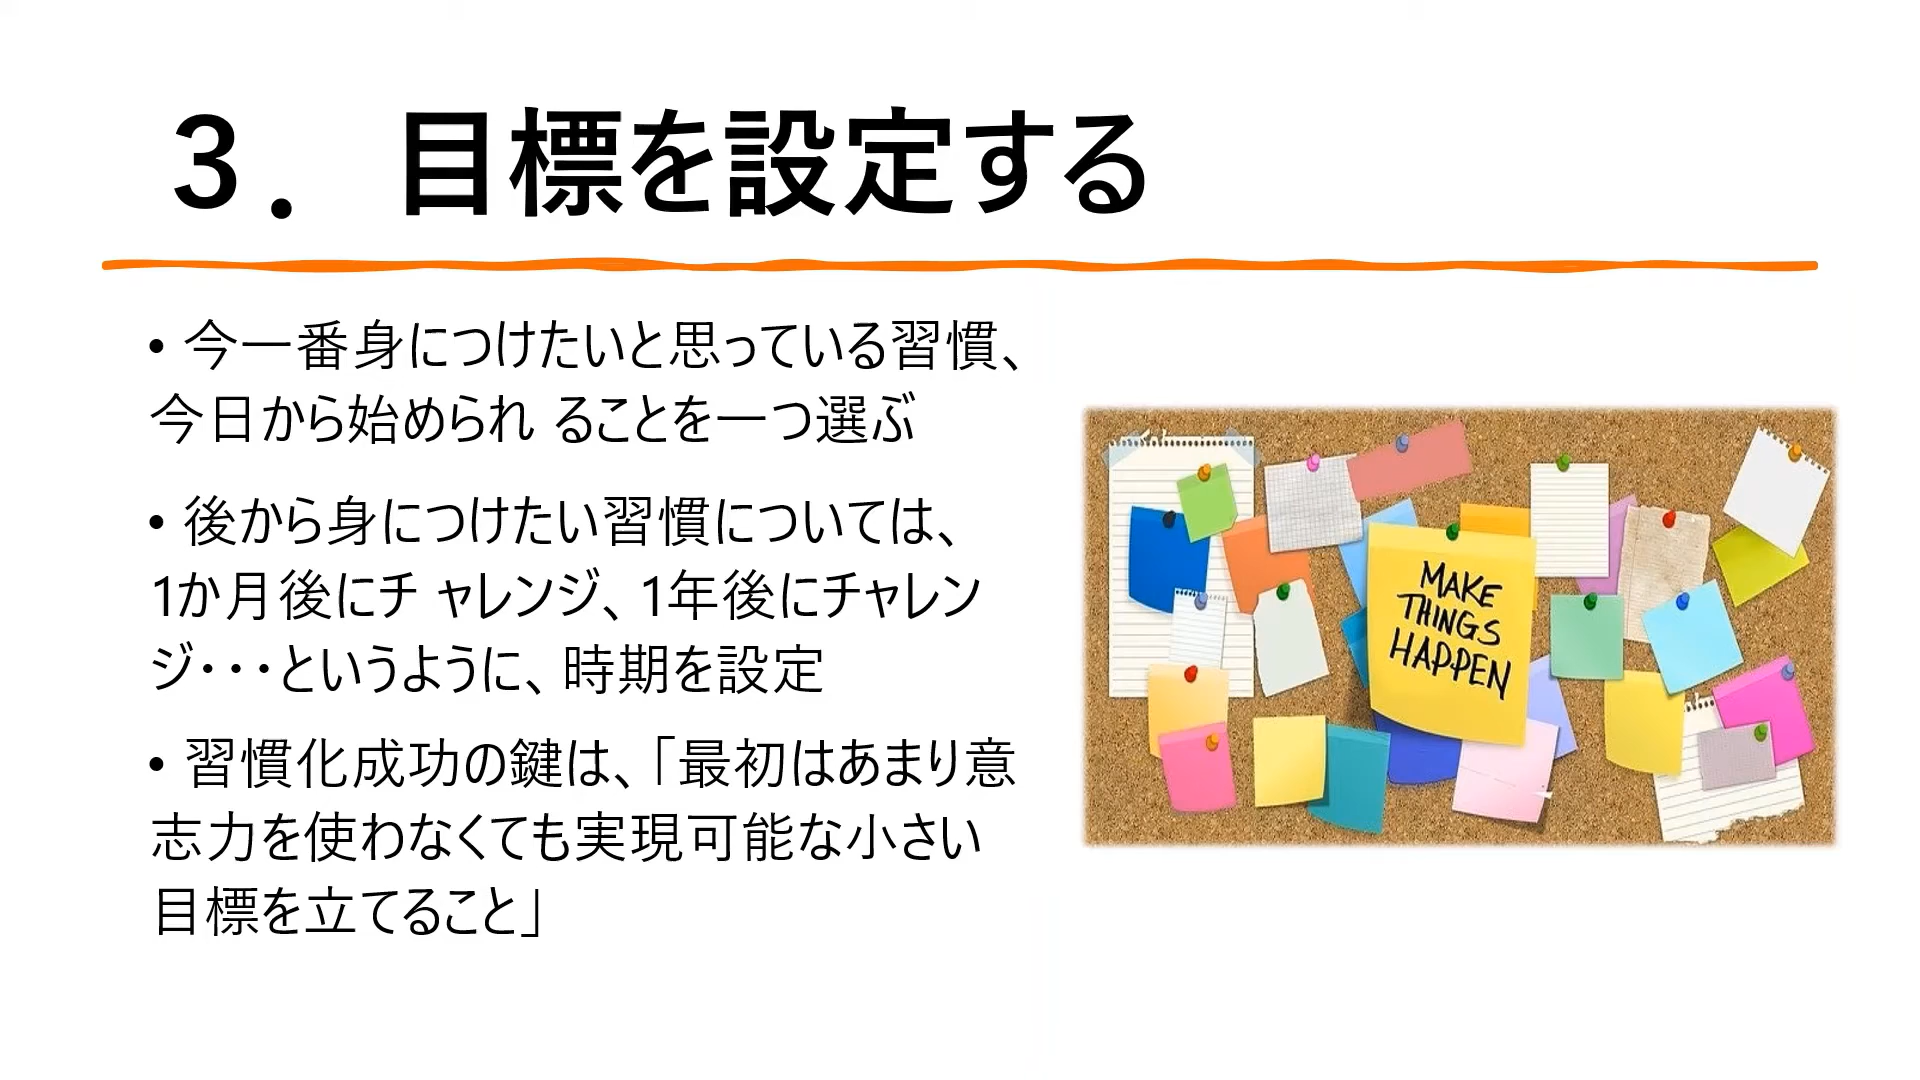 ３． 目標を設定する
• 今一番身につけたいと思っている習慣、
今日から始められ ることを一つ選ぶ
• 後から身につけたい習慣については、
1か月後にチ ャレンジ、1年後にチャレン
ジ・・・というように、時期を設定
• 習慣化成功の鍵は、「最初はあまり意
志力を使わなくても実現可能な小さい
目標を立てること」
MAKE
THINGS
HAPPEN